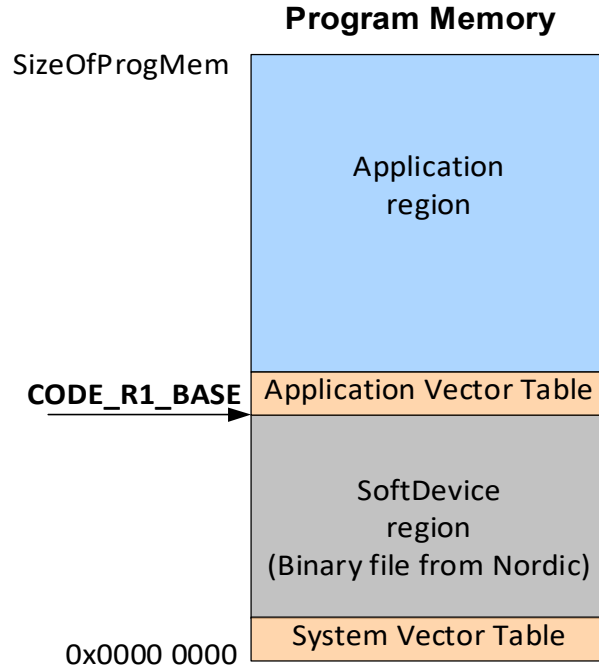 Program Memory
SizeOfProgMem
Application
region
CODE_R1_BASE
Application Vector Table
SoftDevice
region
(Binary file from Nordic)
System Vector Table
0x0000 0000